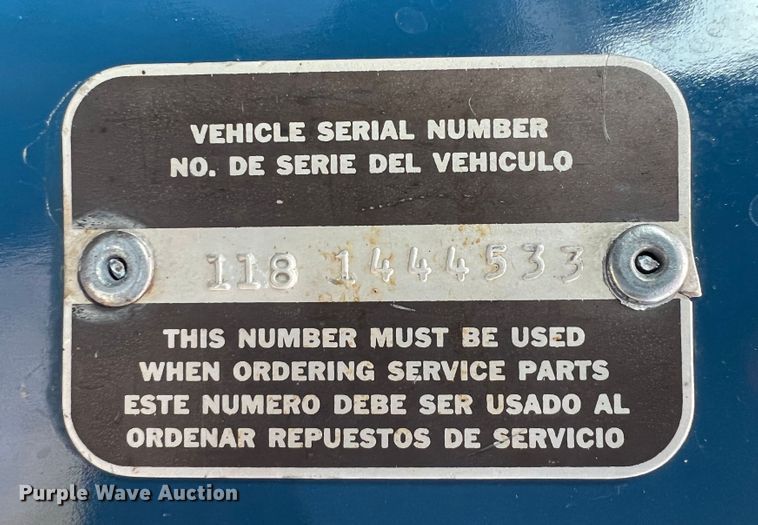 VEHICLE SERIAL NUMBER
NO. DE SERIE DEL VEHICULO
118 1444533
THIS NUMBER MUST BE USED
WHEN ORDERING SERVICE PARTS
ESTE NUMERO DEBE SER USADO AL
ORDENAR REPUESTOS DE SERVICIO
Purple Wave Auction